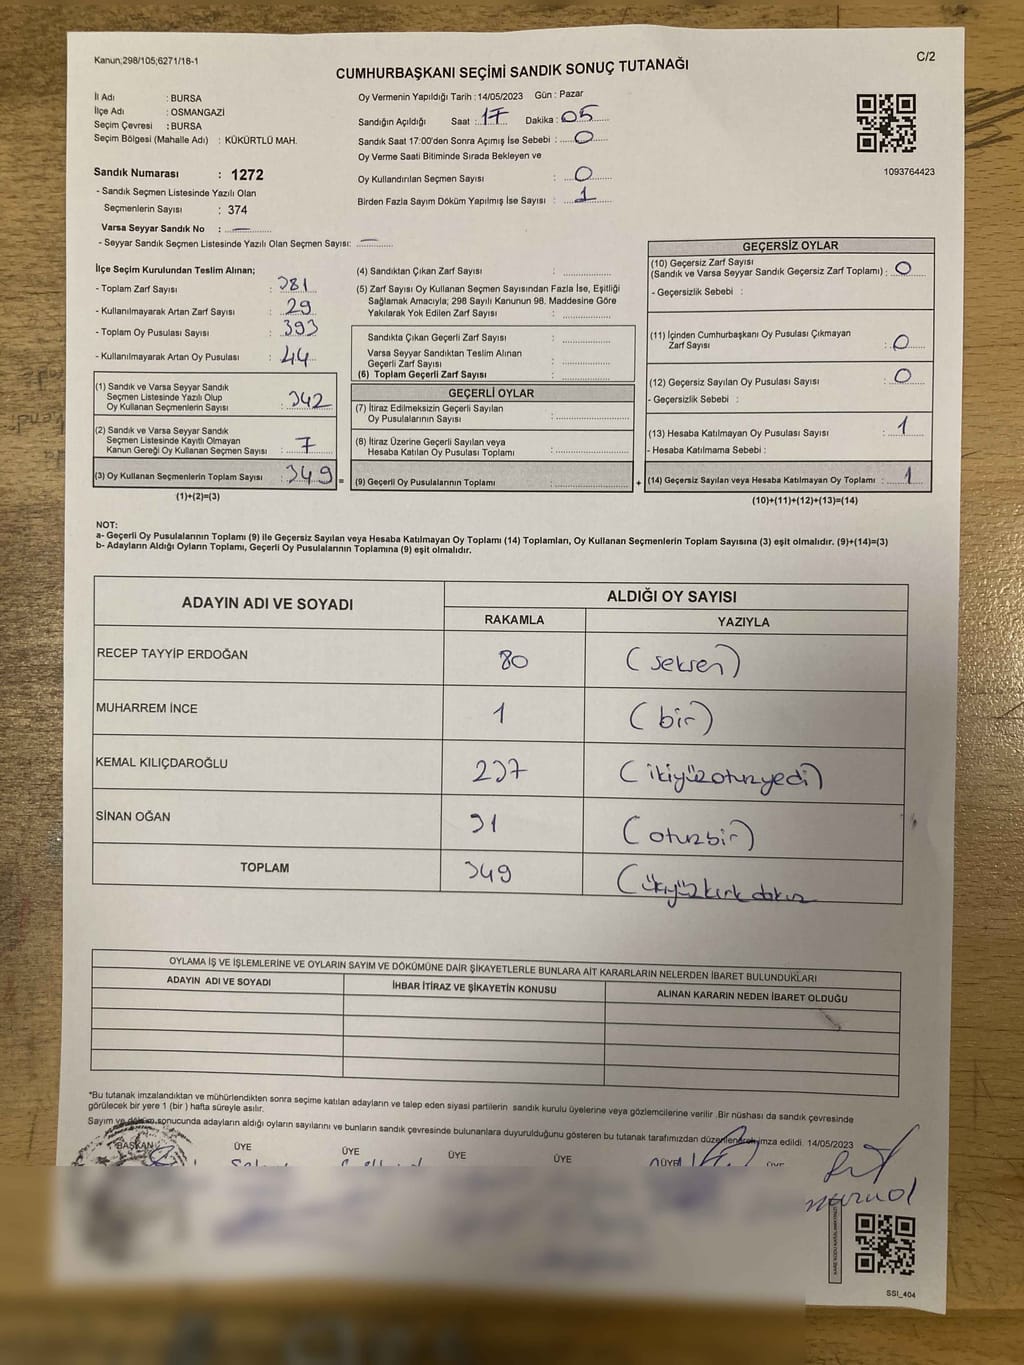 Kanun;298/105;6271/18-1
C/2
CUMHURBAŞKANI SEÇİMİ SANDIK SONUÇ TUTANAĞI
İl Adı : BURSA
İlçe Adı : OSMANGAZİ
Seçim Çevresi : BURSA
Seçim Bölgesi (Mahalle Adı) : KÜKÜRTLÜ MAH.
Sandık Numarası : 1272
- Sandık Seçmen Listesinde Yazılı Olan
Seçmenlerin Sayısı : 374
Varsa Seyyar Sandık No : —
- Seyyar Sandık Seçmen Listesinde Yazılı Olan Seçmen Sayısı: —
Oy Vermenin Yapıldığı Tarih : 14/05/2023 Gün : Pazar
Sandığın Açıldığı Saat : 17 Dakika : 05
Sandık Saat 17:00'den Sonra Açımış İse Sebebi : 0
Oy Verme Saati Bitiminde Sırada Bekleyen ve
Oy Kullandırılan Seçmen Sayısı : 0
Birden Fazla Sayım Döküm Yapılmış İse Sayısı : 1
1093764423
İlçe Seçim Kurulundan Teslim Alınan;
- Toplam Zarf Sayısı : 381
- Kullanılmayarak Artan Zarf Sayısı : 29
- Toplam Oy Pusulası Sayısı : 393
- Kullanılmayarak Artan Oy Pusulası : 44
(1) Sandık ve Varsa Seyyar Sandık
Seçmen Listesinde Yazılı Olup
Oy Kullanan Seçmenlerin Sayısı : 342
(2) Sandık ve Varsa Seyyar Sandık
Seçmen Listesinde Kayıtlı Olmayan
Kanun Gereği Oy Kullanan Seçmen Sayısı : 7
(3) Oy Kullanan Seçmenlerin Toplam Sayısı : 349 =
(1)+(2)=(3)
(4) Sandıktan Çıkan Zarf Sayısı :
(5) Zarf Sayısı Oy Kullanan Seçmen Sayısından Fazla İse, Eşitliği
Sağlamak Amacıyla; 298 Sayılı Kanunun 98. Maddesine Göre
Yakılarak Yok Edilen Zarf Sayısı :
Sandıkta Çıkan Geçerli Zarf Sayısı :
Varsa Seyyar Sandıktan Teslim Alınan
Geçerli Zarf Sayısı :
(6) Toplam Geçerli Zarf Sayısı :
GEÇERLİ OYLAR
(7) İtiraz Edilmeksizin Geçerli Sayılan
Oy Pusulalarının Sayısı :
(8) İtiraz Üzerine Geçerli Sayılan veya
Hesaba Katılan Oy Pusulası Toplamı :
(9) Geçerli Oy Pusulalarının Toplamı : +
GEÇERSİZ OYLAR
(10) Geçersiz Zarf Sayısı
(Sandık ve Varsa Seyyar Sandık Geçersiz Zarf Toplamı) : 0
- Geçersizlik Sebebi :
(11) İçinden Cumhurbaşkanı Oy Pusulası Çıkmayan
Zarf Sayısı : 0
(12) Geçersiz Sayılan Oy Pusulası Sayısı : 0
- Geçersizlik Sebebi :
(13) Hesaba Katılmayan Oy Pusulası Sayısı : 1
- Hesaba Katılmama Sebebi :
(14) Geçersiz Sayılan veya Hesaba Katılmayan Oy Toplamı : 1
(10)+(11)+(12)+(13)=(14)
NOT:
a- Geçerli Oy Pusulalarının Toplamı (9) ile Geçersiz Sayılan veya Hesaba Katılmayan Oy Toplamı (14) Toplamları, Oy Kullanan Seçmenlerin Toplam Sayısına (3) eşit olmalıdır. (9)+(14)=(3)
b- Adayların Aldığı Oyların Toplamı, Geçerli Oy Pusulalarının Toplamına (9) eşit olmalıdır.
ADAYIN ADI VE SOYADI
ALDIĞI OY SAYISI
RAKAMLA YAZIYLA
RECEP TAYYİP ERDOĞAN 80 (seksen)
MUHARREM İNCE 1 (bir)
KEMAL KILIÇDAROĞLU 237 (ikiyüzotuzyedi)
SİNAN OĞAN 31 (otuzbir)
TOPLAM 349
OYLAMA İŞ VE İŞLEMLERİNE VE OYLARIN SAYIM VE DÖKÜMÜNE DAİR ŞİKAYETLERLE BUNLARA AİT KARARLARIN NELERDEN İBARET BULUNDUKLARI
ADAYIN ADI VE SOYADI İHBAR İTİRAZ VE ŞİKAYETİN KONUSU ALINAN KARARIN NEDEN İBARET OLDUĞU
*Bu tutanak imzalandıktan ve mühürlendikten sonra seçime katılan adayların ve talep eden siyasi partilerin sandık kurulu üyelerine veya gözlemcilerine verilir .Bir nüshası da sandık çevresinde
görülecek bir yere 1 (bir ) hafta süreyle asılır.
Sayım ve döküm sonucunda adayların aldığı oyların sayılarını ve bunların sandık çevresinde bulunanlara duyurulduğunu gösteren bu tutanak tarafımızdan düzenlenerek imza edildi. 14/05/2023
BAŞKAN ÜYE ÜYE ÜYE ÜYE
SSI_404